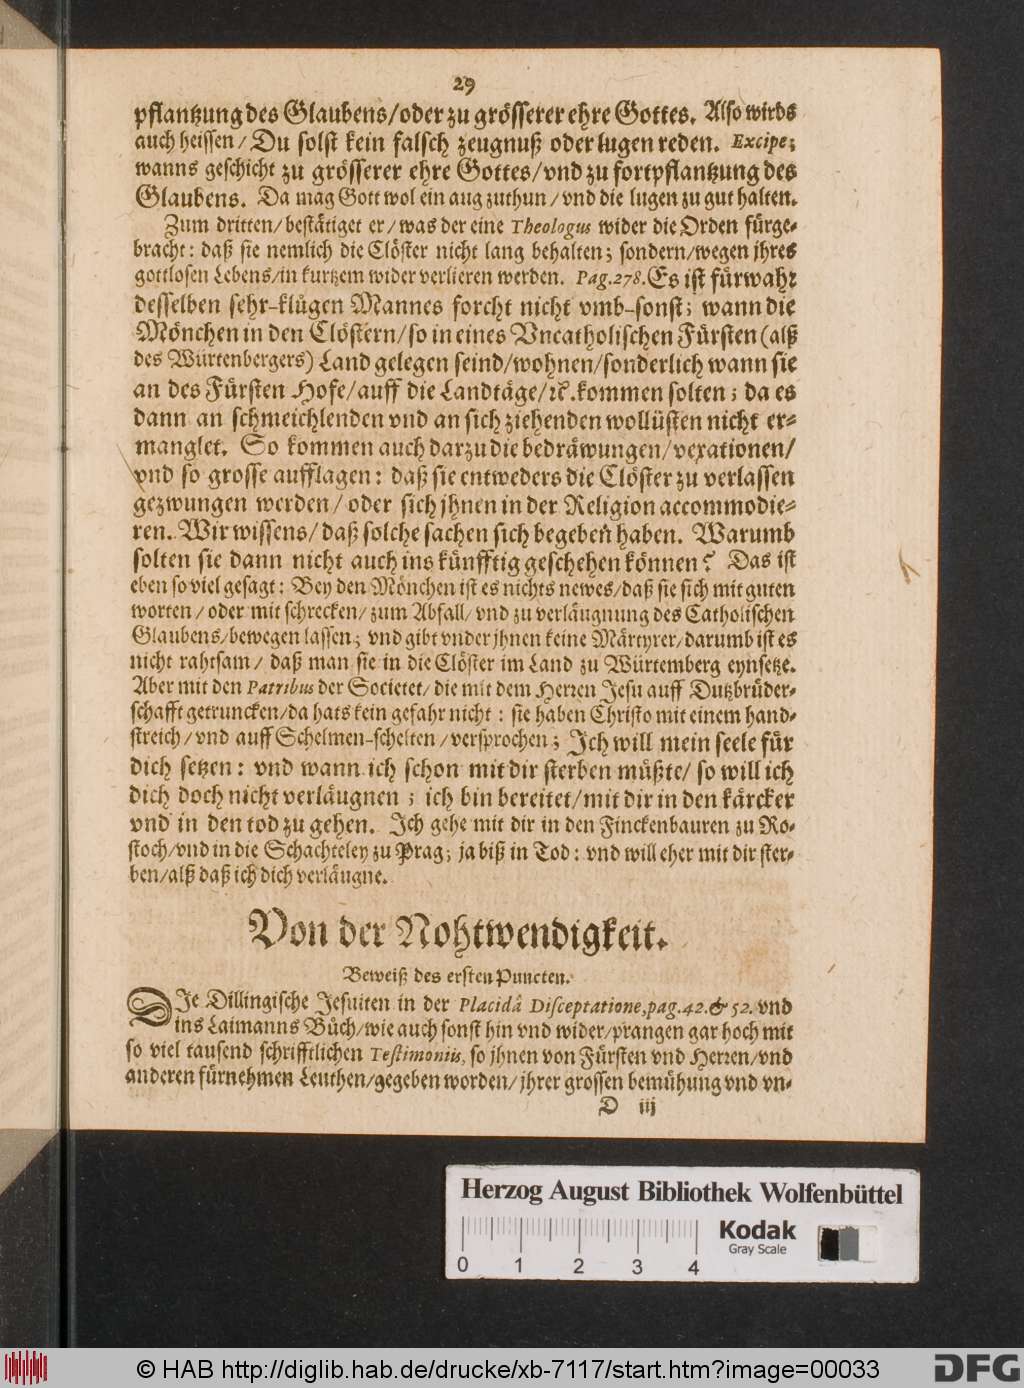 29
pflantzung des Glaubens/oder zu grösserer ehre Gottes. Also wirds
auch heissen/Du solst kein falsch zeugnuß oder lugen reden. Excipe;
wanns geschicht zu grösserer ehre Gottes/vnd zu fortpflantzung des
Glaubens. Da mag Gott wol ein aug zuthun/vnd die lugen zu gut halten.
Zum dritten/bestätiget er/was der eine Theologus wider die Orden fürge-
bracht: daß sie nemlich die Clöster nicht lang behalten; sondern/wegen jhres
gottlosen Lebens/in kurtzem wider verlieren werden. Pag.278. Es ist fürwahr
desselben sehr-klügen Mannes forcht nicht vmb-sonst; wann die
Mönchen in den Clöstern/so in eines Vncatholischen Fürsten (alß
des Würtenbergers) Land gelegen seind/wohnen/sonderlich wann sie
an des Fürsten Hofe/auff die Landtäge/ꝛc. kommen solten; da es
dann an schmeichlenden vnd an sich ziehenden wollüsten nicht er-
manglet. So kommen auch darzu die bedräwungen/vexationen/
vnd so grosse aufflagen: daß sie entweders die Clöster zu verlassen
gezwungen werden/oder sich jhnen in der Religion accommodie-
ren. Wir wissens/daß solche sachen sich begebeñ haben. Warumb
solten sie dann nicht auch ins künfftig geschehen können? Das ist
eben so viel gesagt: Bey den Mönchen ist es nichts newes/daß sie sich mit guten
worten/oder mit schrecken/zum Abfall/vnd zu verläugnung des Catholischen
Glaubens/bewegen lassen; vnd gibt vnder jhnen keine Märtyrer/darumb ist es
nicht rahtsam/daß man sie in die Clöster im Land zu Würtemberg eynsetze.
Aber mit den Patribus der Societet/die mit dem Herren Jesu auff Dutzbrüder-
schafft getruncken/da hats kein gefahr nicht: sie haben Christo mit einem hand-
streich/vnd auff Schelmen-schelten/versprochen; Ich will mein seele für
dich setzen: vnd wann ich schon mit dir sterben müßte/so will ich
dich doch nicht verläugnen; ich bin bereitet/mit dir in den kärcker
vnd in den tod zu gehen. Ich gehe mit dir in den Finckenbauren zu Ro-
stoch/vnd in die Schachteley zu Prag; ja biß in Tod: vnd will eher mit dir ster-
ben/alß daß ich dich verläugne.
Von der Nohtwendigkeit.
Beweiß des ersten Puncten.
DIe Dillingische Jesuiten in der Placidâ Disceptatione, pag.42.& 52. vnd
ins Laimanns Büch/wie auch sonst hin vnd wider/prangen gar hoch mit
so viel tausend schrifftlichen Testimoniis, so jhnen von Fürsten vnd Herren/vnd
anderen fürnehmen Leuthen/gegeben worden/jhrer grossen bemühung vnd vn-
D iij
Herzog August Bibliothek Wolfenbüttel
Kodak
Gray Scale
0 1 2 3 4
© HAB http://diglib.hab.de/drucke/xb-7117/start.htm?image=00033
DFG